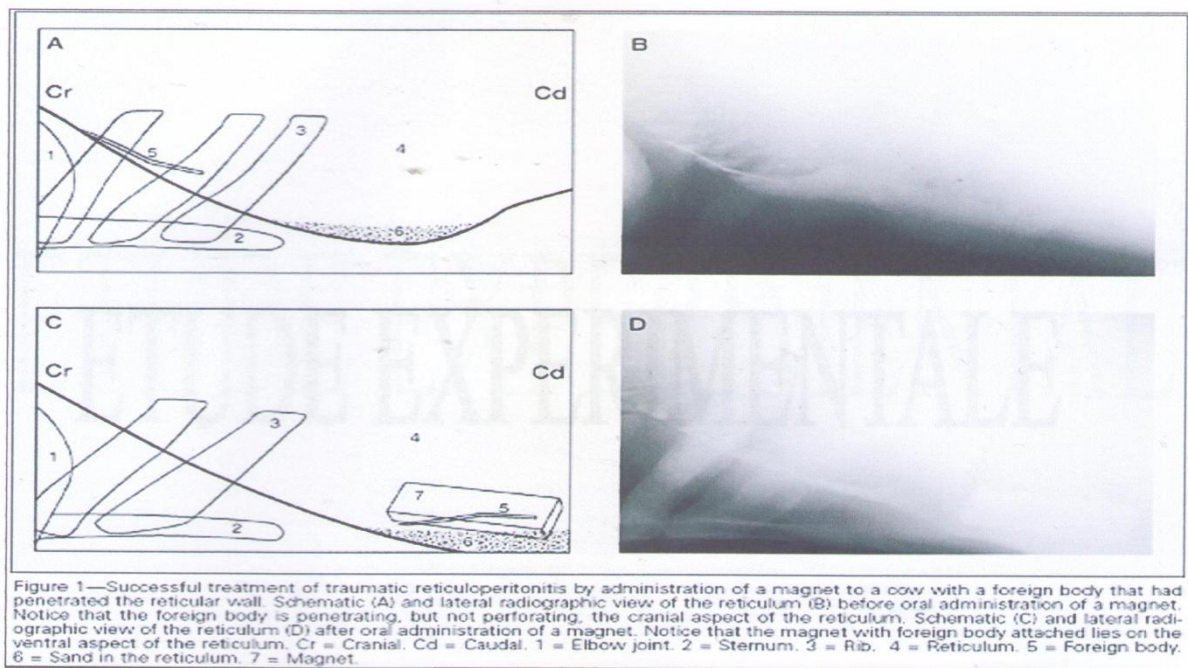 A
B
Cr
Cd
1
5
3
4
2
6
C
D
Cr
Cd
1
3
4
7
5
2
6
ETUDE EXPERIMENTALE
Figure 1—Successful treatment of traumatic reticuloperitonitis by administration of a magnet to a cow with a foreign body that had
penetrated the reticular wall. Schematic (A) and lateral radiographic view of the reticulum (B) before oral administration of a magnet.
Notice that the foreign body is penetrating, but not perforating, the cranial aspect of the reticulum. Schematic (C) and lateral radi-
ographic view of the reticulum (D) after oral administration of a magnet. Notice that the magnet with foreign body attached lies on the
ventral aspect of the reticulum. Cr = Cranial. Cd = Caudal. 1 = Elbow joint. 2 = Sternum. 3 = Rib. 4 = Reticulum. 5 = Foreign body.
6 = Sand in the reticulum. 7 = Magnet.